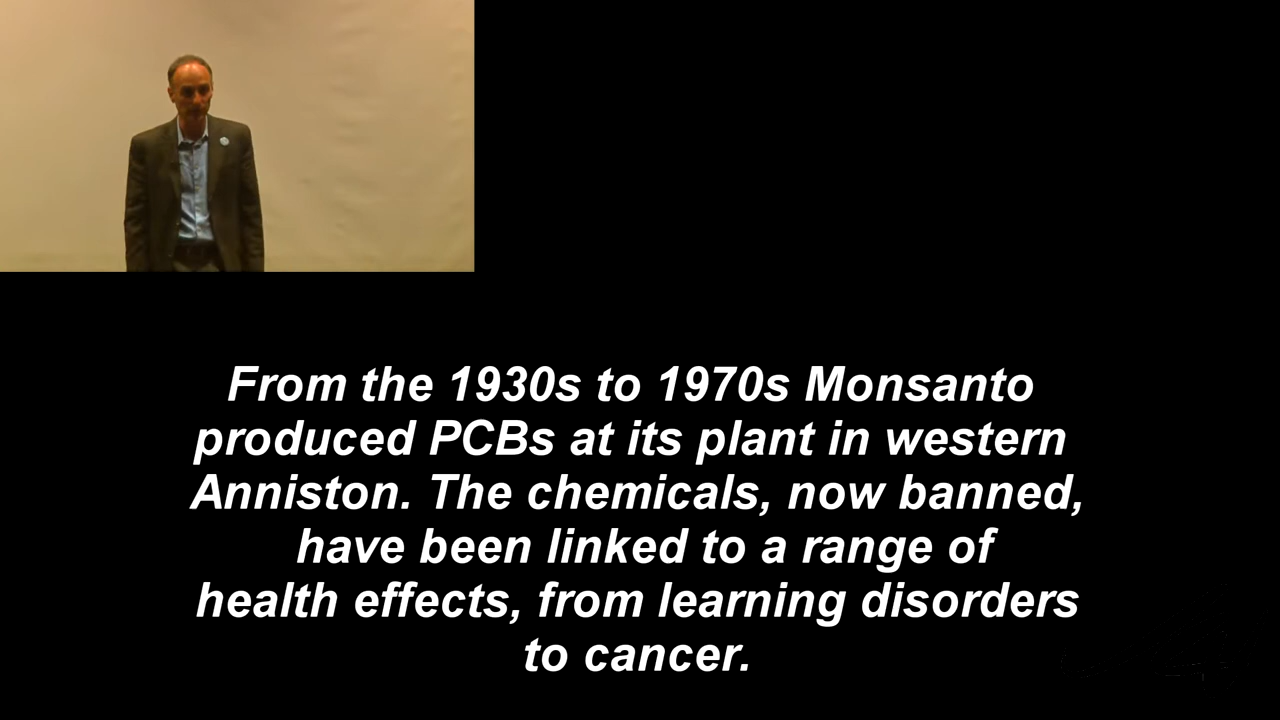 From the 1930s to 1970s Monsanto
produced PCBs at its plant in western
Anniston. The chemicals, now banned,
have been linked to a range of
health effects, from learning disorders
to cancer.